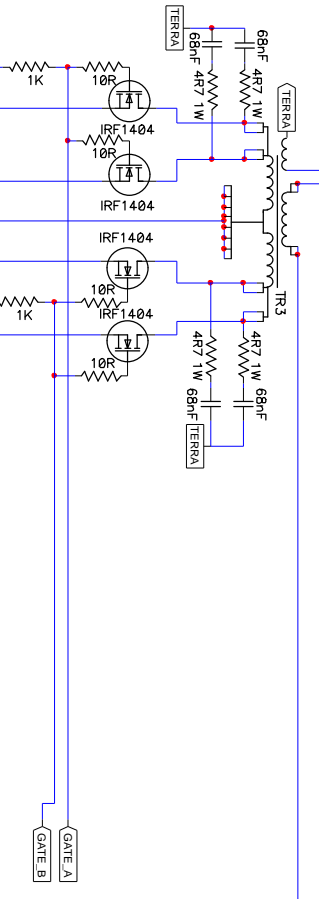 TERRA
68nF
68nF
4R7 1W
4R7 1W
TERRA
1K
10R
IRF1404
10R
IRF1404
IRF1404
10R
IRF1404
1K
10R
TR3
4R7 1W
4R7 1W
68nF
68nF
TERRA
GATE_B
GATE_A